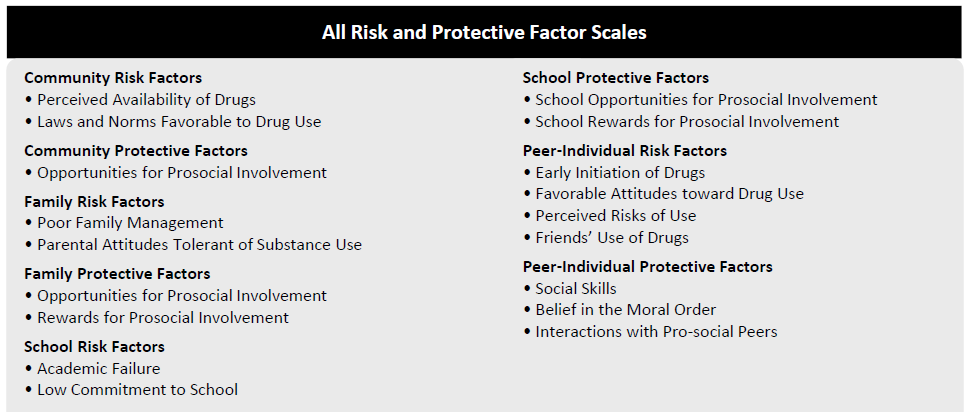 All Risk and Protective Factor Scales
Community Risk Factors
• Perceived Availability of Drugs
• Laws and Norms Favorable to Drug Use
Community Protective Factors
• Opportunities for Prosocial Involvement
Family Risk Factors
• Poor Family Management
• Parental Attitudes Tolerant of Substance Use
Family Protective Factors
• Opportunities for Prosocial Involvement
• Rewards for Prosocial Involvement
School Risk Factors
• Academic Failure
• Low Commitment to School
School Protective Factors
• School Opportunities for Prosocial Involvement
• School Rewards for Prosocial Involvement
Peer-Individual Risk Factors
• Early Initiation of Drugs
• Favorable Attitudes toward Drug Use
• Perceived Risks of Use
• Friends’ Use of Drugs
Peer-Individual Protective Factors
• Social Skills
• Belief in the Moral Order
• Interactions with Pro-social Peers